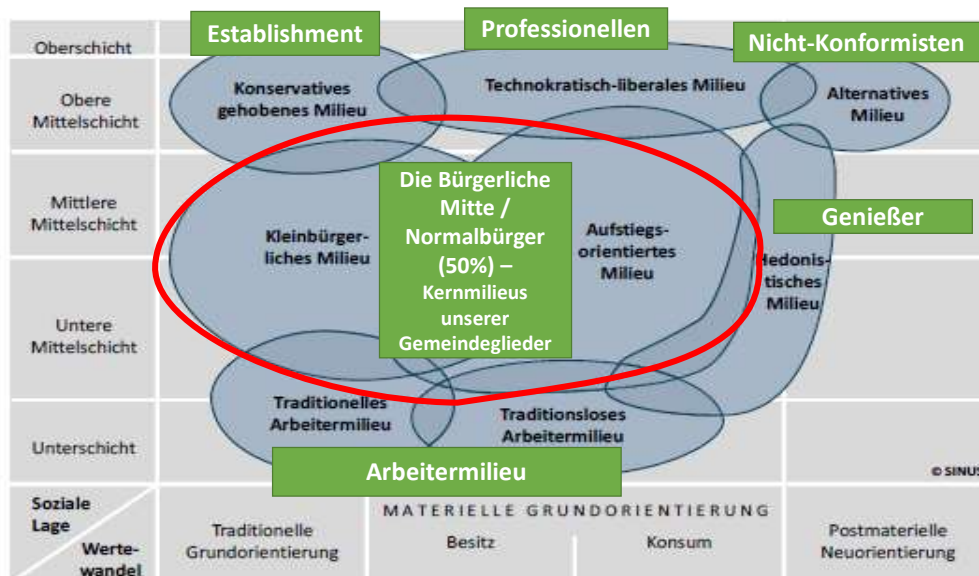 Establishment
Professionellen
Nicht-Konformisten
Oberschicht
Obere
Mittelschicht
Konservatives
gehobenes Milieu
Technokratisch-liberales Milieu
Alternatives
Milieu
Mittlere
Mittelschicht
Kleinbürger-
liches Milieu
Die Bürgerliche
Mitte /
Normalbürger
(50%) –
Kernmilieus
unserer
Gemeindeglieder
Aufstiegs-
orientiertes
Milieu
Genießer
Hedonis-
tisches
Milieu
Untere
Mittelschicht
Traditionelles
Arbeitermilieu
Traditionsloses
Arbeitermilieu
Unterschicht
Arbeitermilieu
© SINUS
Soziale
Lage
Werte-
wandel
Traditionelle
Grundorientierung
MATERIELLE GRUNDORIENTIERUNG
Besitz
Konsum
Postmaterielle
Neuorientierung